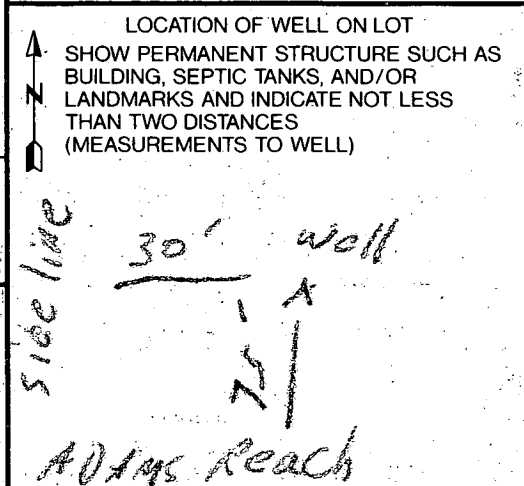 LOCATION OF WELL ON LOT
SHOW PERMANENT STRUCTURE SUCH AS
BUILDING, SEPTIC TANKS, AND/OR
N LANDMARKS AND INDICATE NOT LESS
THAN TWO DISTANCES
(MEASUREMENTS TO WELL)
side line
30' well
X
75'
ADAMS Reach